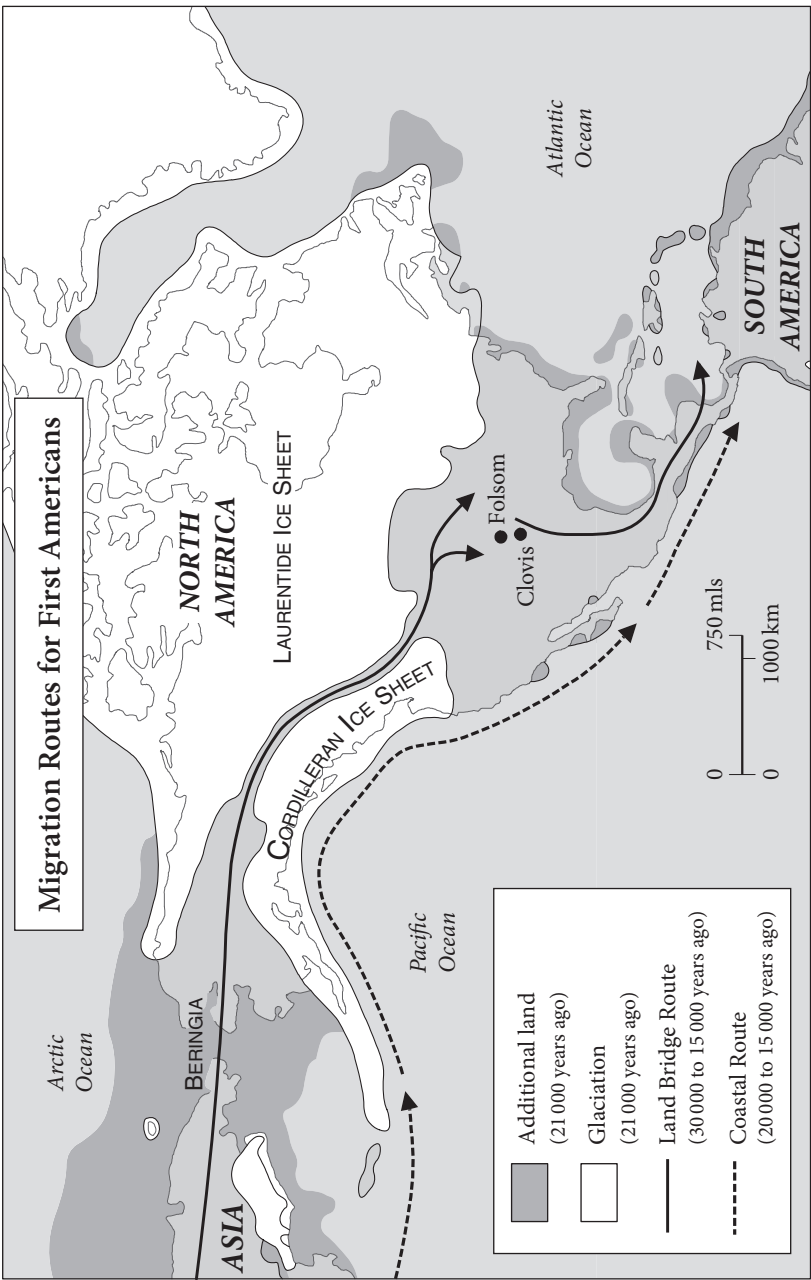 Migration Routes for First Americans
Arctic
Ocean
BERINGIA
ASIA
NORTH
AMERICA
LAURENTIDE ICE SHEET
CORDILLERAN ICE SHEET
Pacific
Ocean
Folsom
Clovis
Atlantic
Ocean
SOUTH
AMERICA
0 750 mls
0 1000 km
Additional land
(21 000 years ago)
Glaciation
(21 000 years ago)
Land Bridge Route
(30 000 to 15 000 years ago)
Coastal Route
(20 000 to 15 000 years ago)